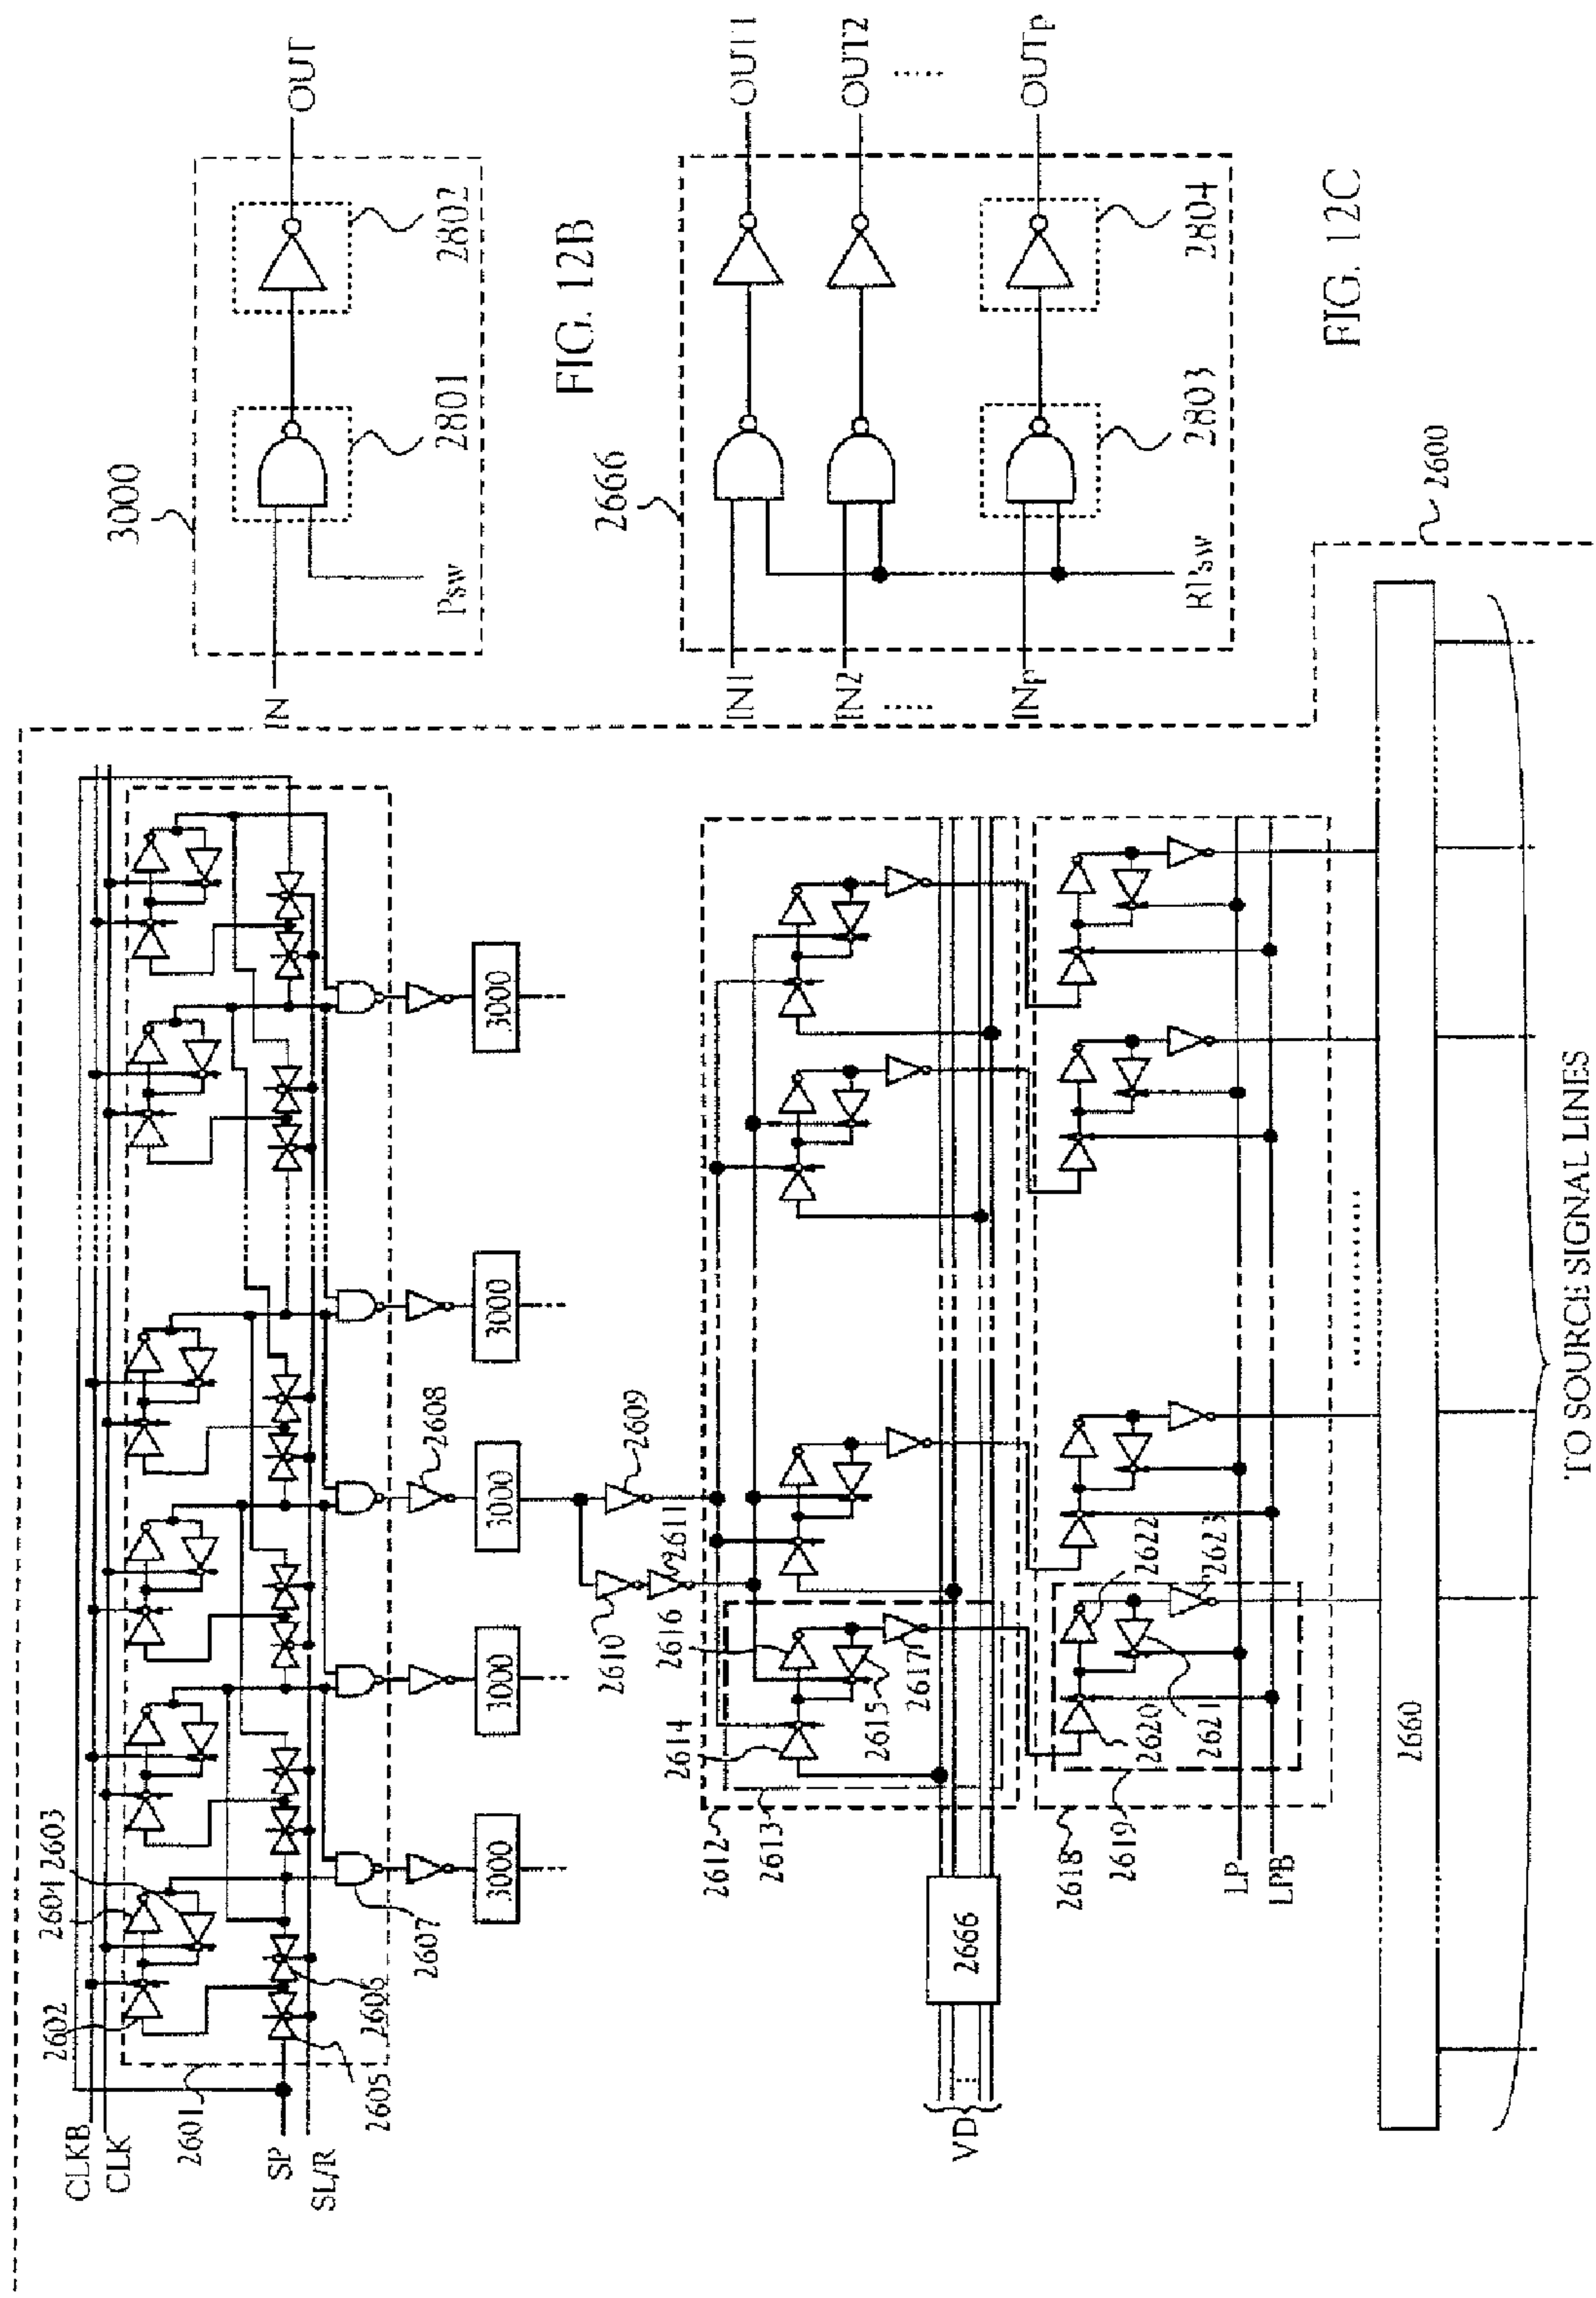 CLKB
CLK
2601
SP
SL/R
2602
2604
2603
2605
2606
2607
3000
3000
3000
3000
3000
2608
2609
2610
2611
2612
2613
2614
2616
2615
2617
VD
2666
2618
2619
2620
2621
2622
2623
LP
LPB
2660
2600
TO SOURCE SIGNAL LINES
3000
IN
Psw
2801
2802
OUT
FIG. 12B
2666
IN1
IN2
INp
RPsw
2803
2804
OUT1
OUT2
OUTp
FIG. 12C